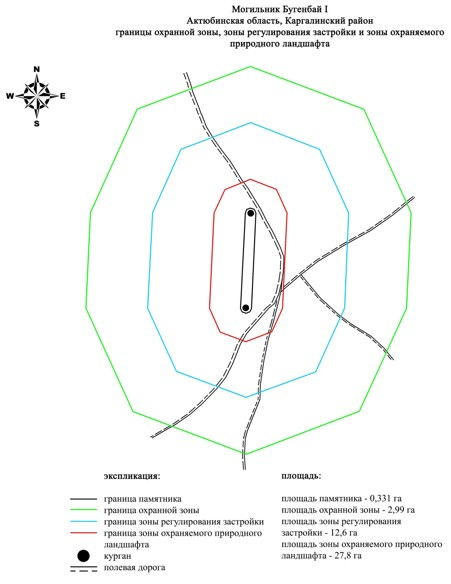 Могильник Бугенбай I
Актюбинская область, Каргалинский район
границы охранной зоны, зоны регулирования застройки и зоны охраняемого
природного ландшафта
N
W E
S
экспликация:
граница памятника
граница охранной зоны
граница зоны регулирования застройки
граница зоны охраняемого природного
ландшафта
курган
полевая дорога
площадь:
площадь памятника - 0,331 га
площадь охранной зоны - 2,99 га
площадь зоны регулирования
застройки - 12,6 га
площадь зоны охраняемого природного
ландшафта - 27,8 га